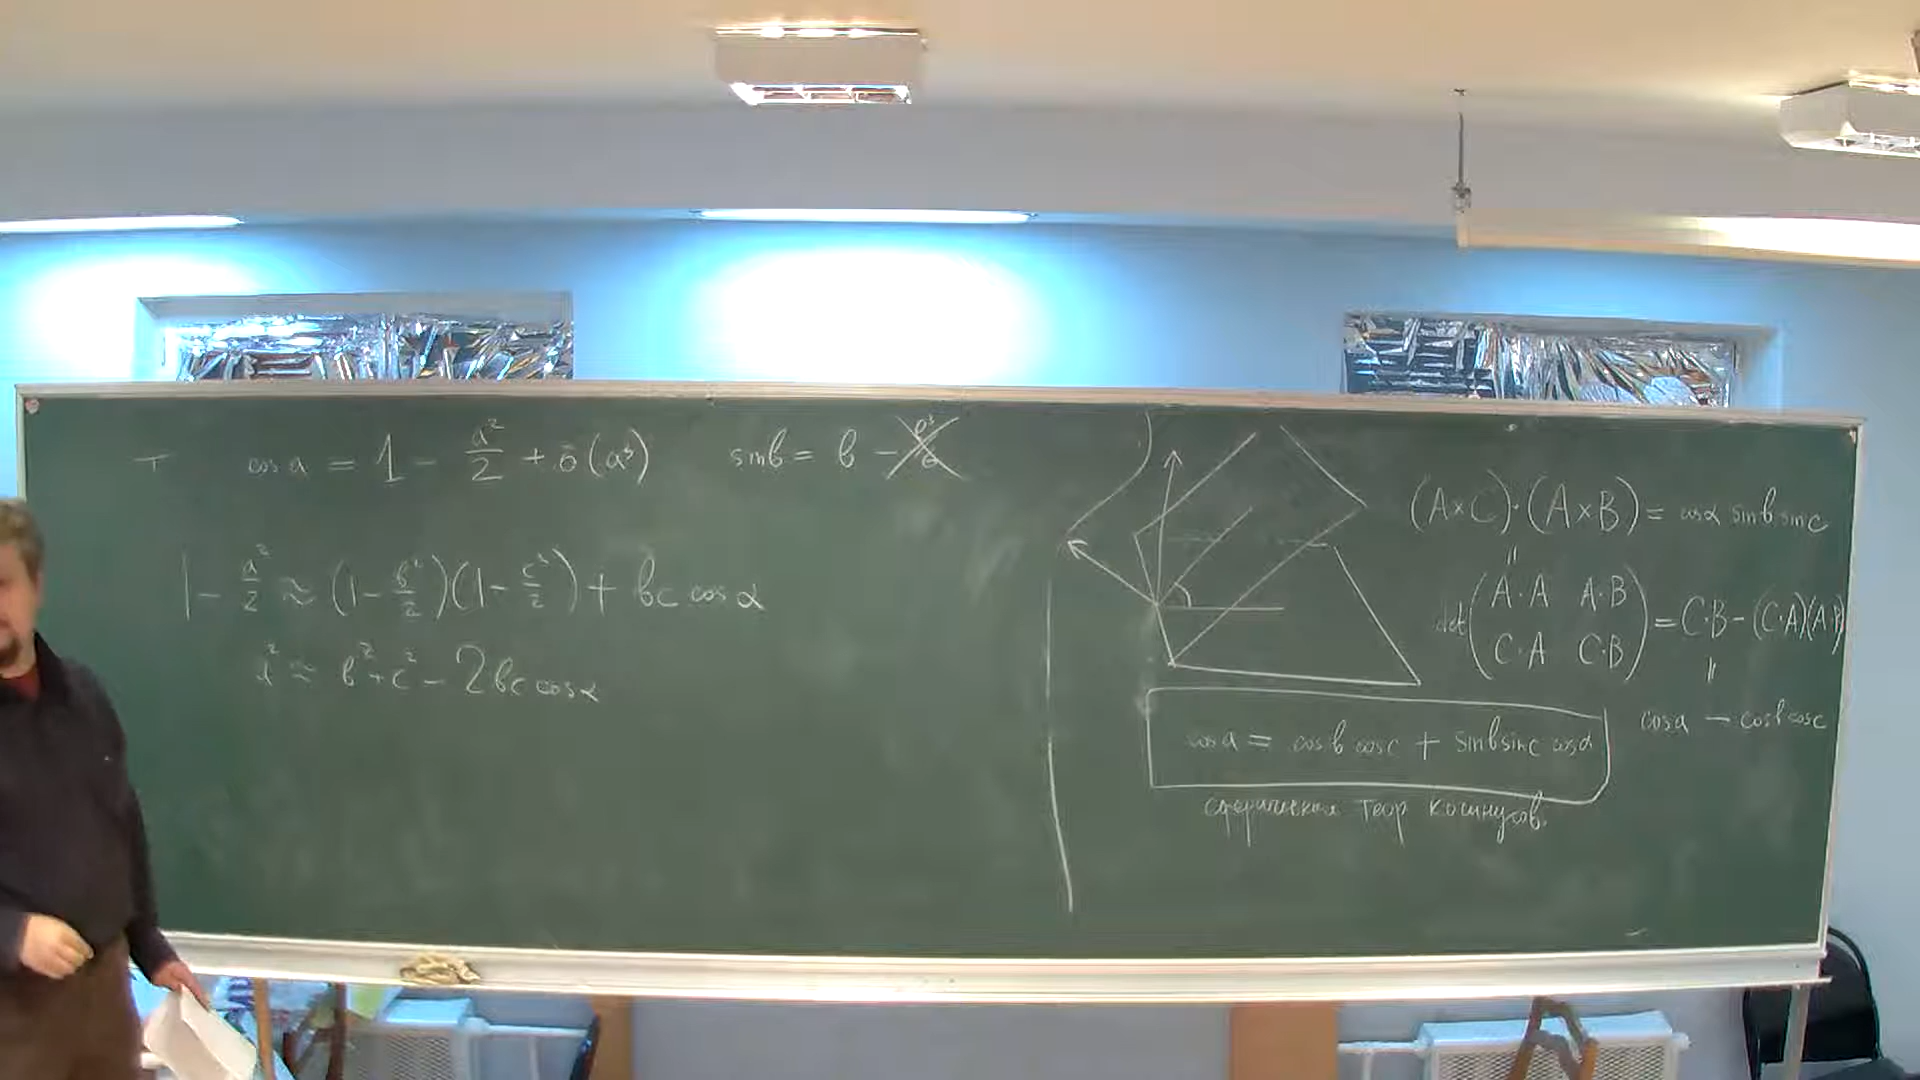 cos a = 1 - a²/2 + ō(a³)    sin b = b - b³/6
1 - a²/2 ≈ (1 - b²/2)(1 - c²/2) + bc cos α
a² ≈ b² + c² - 2bc cos α
(A×C)·(A×B) = cos α sin b sin c
"
det (A·A A·B
C·A C·B) = C·B - (C·A)(A·B)
"
cos a - cos b cos c
cos a = cos b cos c + sin b sin c cos α
сферическая теор косинусов.